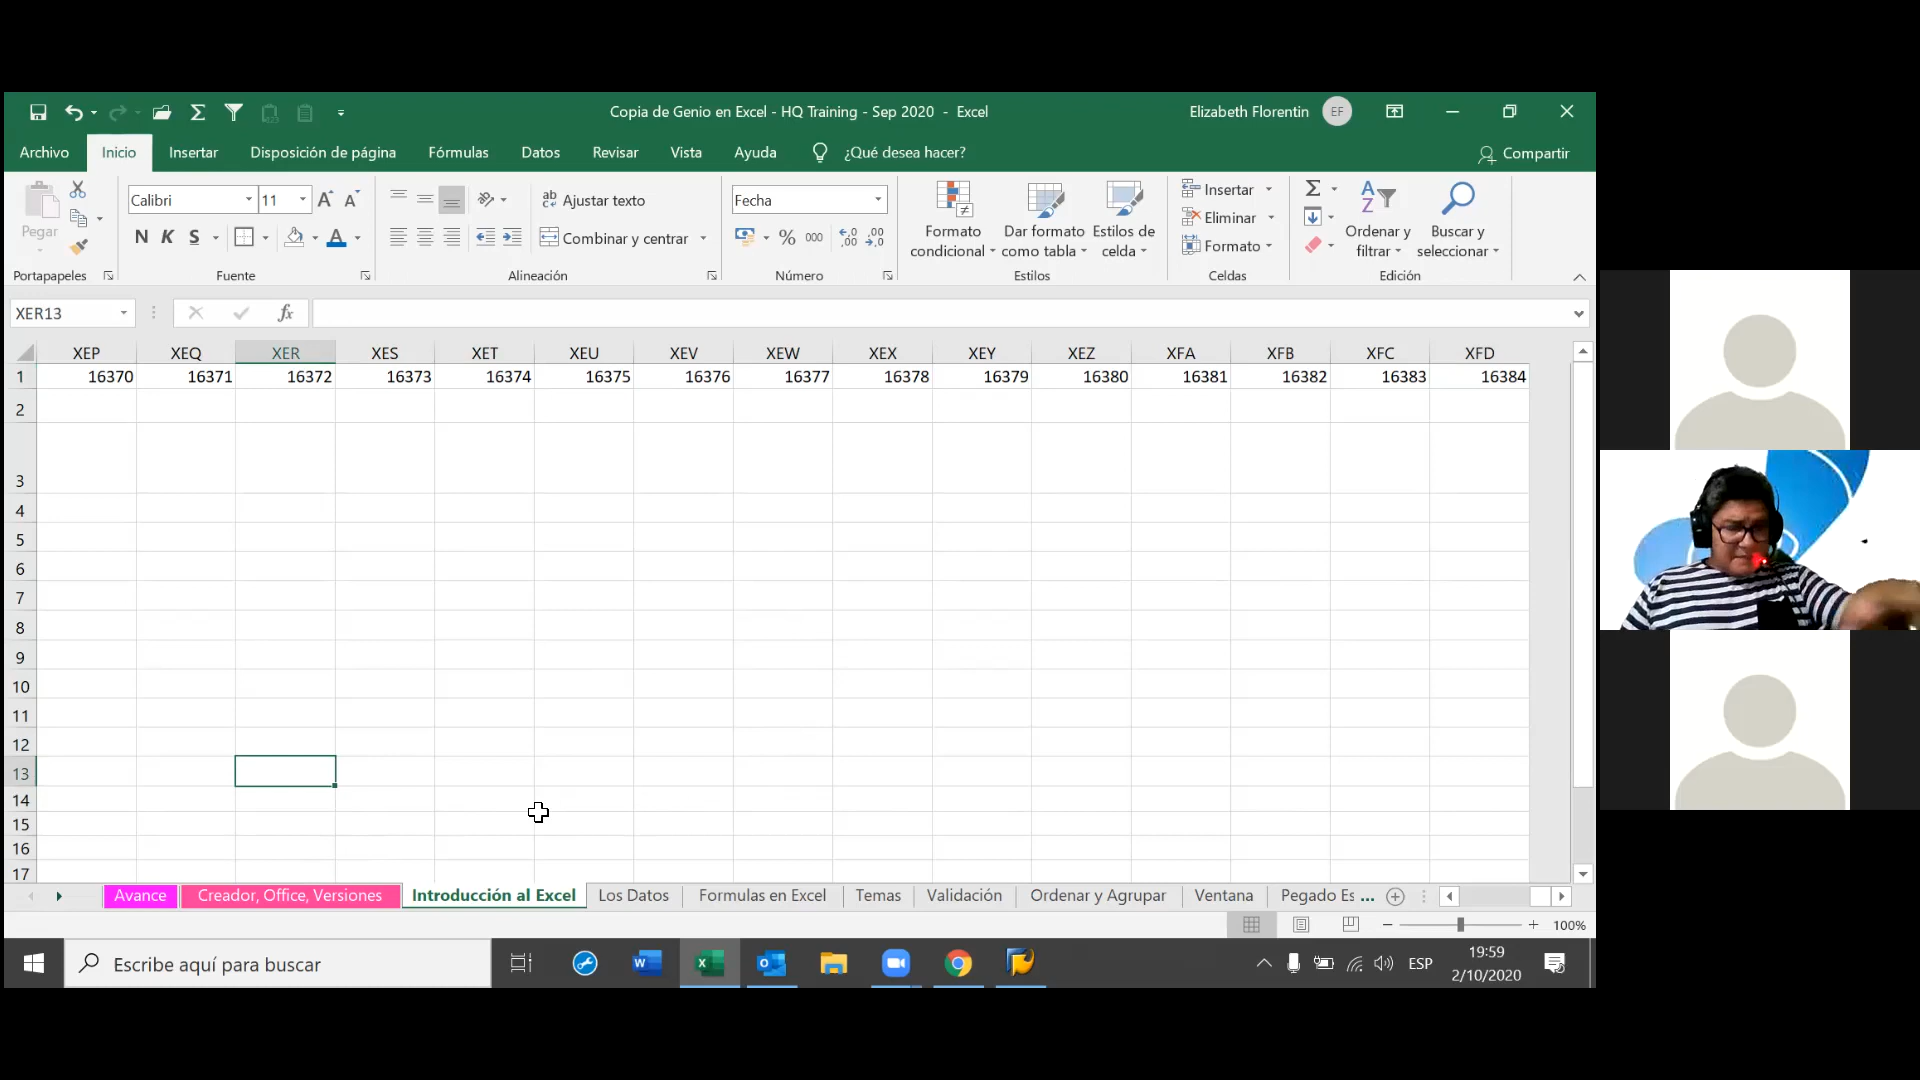 Copia de Genio en Excel - HQ Training - Sep 2020 - Excel
Elizabeth Florentin EF
Archivo Inicio Insertar Disposición de página Fórmulas Datos Revisar Vista Ayuda ¿Qué desea hacer? Compartir
Pegar
Calibri 11
Ajustar texto
Fecha
Formato condicional
Dar formato como tabla
Estilos de celda
Insertar
Eliminar
Formato
Ordenar y filtrar
Buscar y seleccionar
N K S
Combinar y centrar
% 000
Portapapeles Fuente Alineación Número Estilos Celdas Edición
XER13 fx
XEP XEQ XER XES XET XEU XEV XEW XEX XEY XEZ XFA XFB XFC XFD
1 16370 16371 16372 16373 16374 16375 16376 16377 16378 16379 16380 16381 16382 16383 16384
2
3
4
5
6
7
8
9
10
11
12
13
14
15
16
17
Avance Creador, Office, Versiones Introducción al Excel Los Datos Formulas en Excel Temas Validación Ordenar y Agrupar Ventana Pegado Es ...
100%
Escribe aquí para buscar
ESP
19:59
2/10/2020